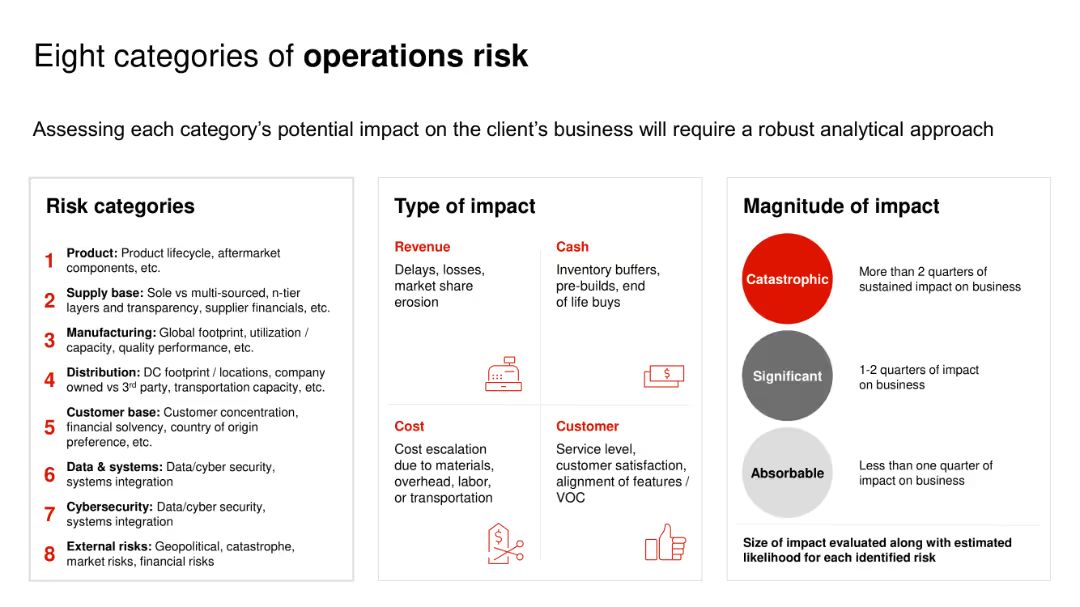 Eight categories of operations risk
Assessing each category's potential impact on the client's business will require a robust analytical approach
Risk categories
1 Product: Product lifecycle, aftermarket
components, etc.
2 Supply base: Sole vs multi-sourced, n-tier
layers and transparency, supplier financials, etc.
3 Manufacturing: Global footprint, utilization /
capacity, quality performance, etc.
4 Distribution: DC footprint / locations, company
owned vs 3rd party, transportation capacity, etc.
5 Customer base: Customer concentration,
financial solvency, country of origin
preference, etc.
6 Data & systems: Data/cyber security,
systems integration
7 Cybersecurity: Data/cyber security,
systems integration
8 External risks: Geopolitical, catastrophe,
market risks, financial risks
Type of impact
Revenue
Delays, losses,
market share
erosion
Cash
Inventory buffers,
pre-builds, end
of life buys
$
Cost
Cost escalation
due to materials,
overhead, labor,
or transportation
$
Customer
Service level,
customer satisfaction,
alignment of features /
VOC
Magnitude of impact
Catastrophic
More than 2 quarters of
sustained impact on business
Significant
1-2 quarters of impact
on business
Absorbable
Less than one quarter of
impact on business
Size of impact evaluated along with estimated
likelihood for each identified risk